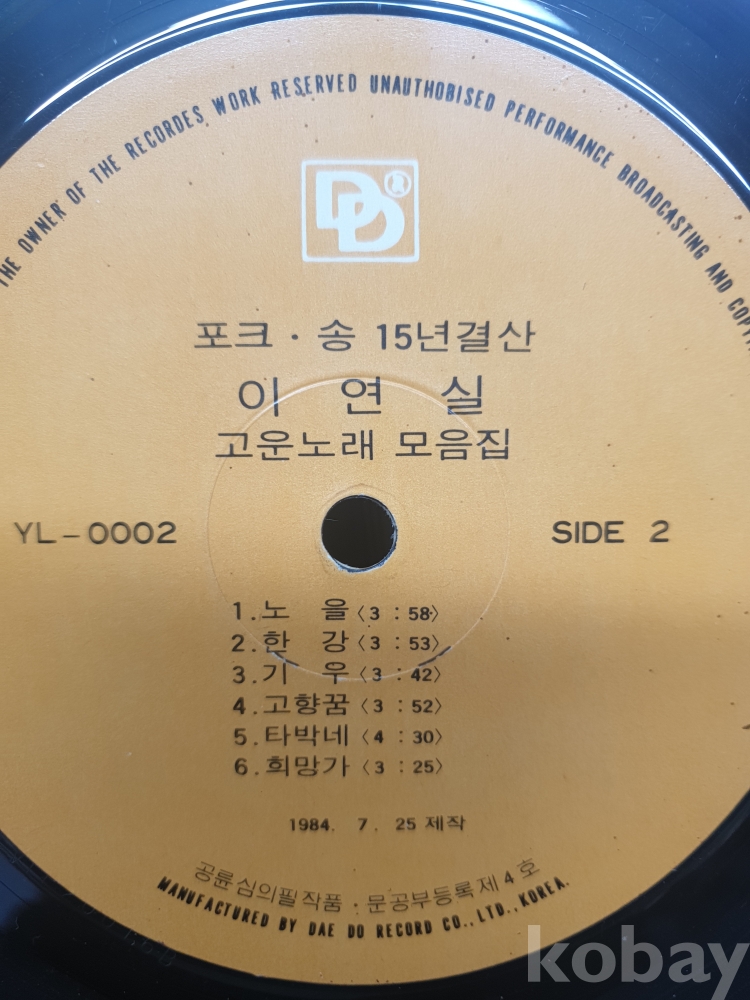 THE OWNER OF THE RECORDES WORK RESERVED UNAUTHOBISED PERFORMANCE BROADCASTING AND
DD
R
포크 · 송 15년결산
이 연 실
고운노래 모음집
YL-0002
SIDE 2
1. 노 을 〈3 : 58〉
2. 한 강 〈3 : 53〉
3. 기 우 〈3 : 42〉
4. 고향꿈 〈3 : 52〉
5. 타박네 〈4 : 30〉
6. 희망가 〈3 : 25〉
1984. 7. 25 제작
공륜심의필작품 · 문공부등록제4호
MANUFACTURED BY DAE DO RECORD CO., LTD., KOREA.
kobay